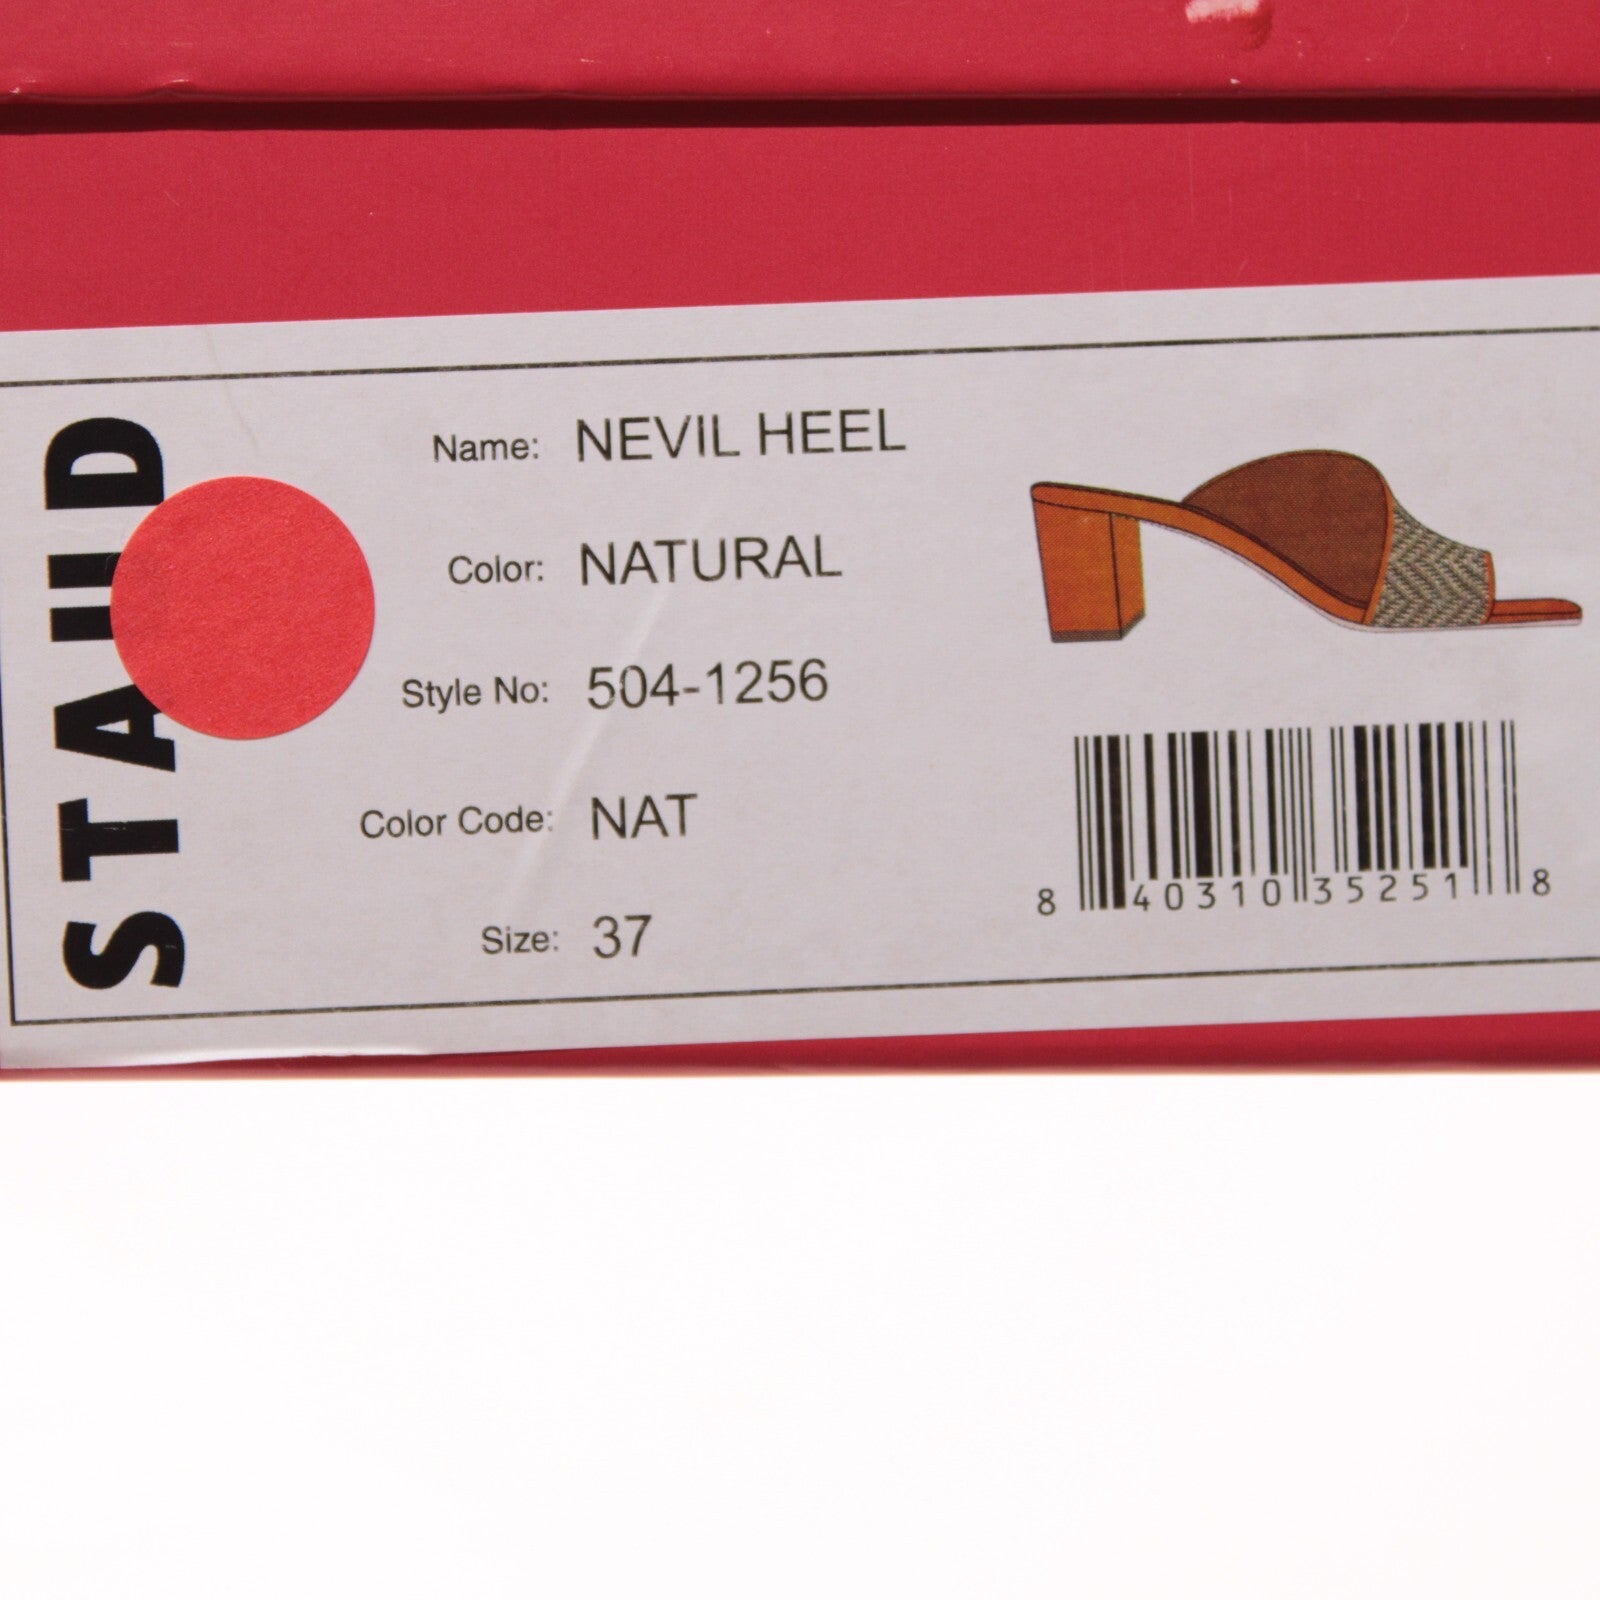 STAUD
Name: NEVIL HEEL
Color: NATURAL
Style No: 504-1256
Color Code: NAT
Size: 37
8 40310 35251 8